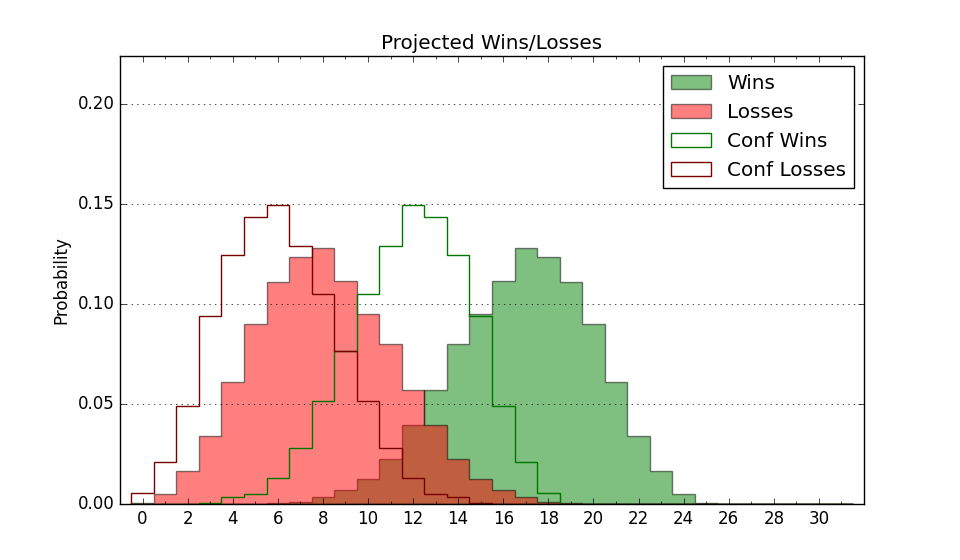 Projected Wins/Losses
Wins
Losses
Conf Wins
Conf Losses
Probability
0.20
0.15
0.10
0.05
0.00
0 2 4 6 8 10 12 14 16 18 20 22 24 26 28 30